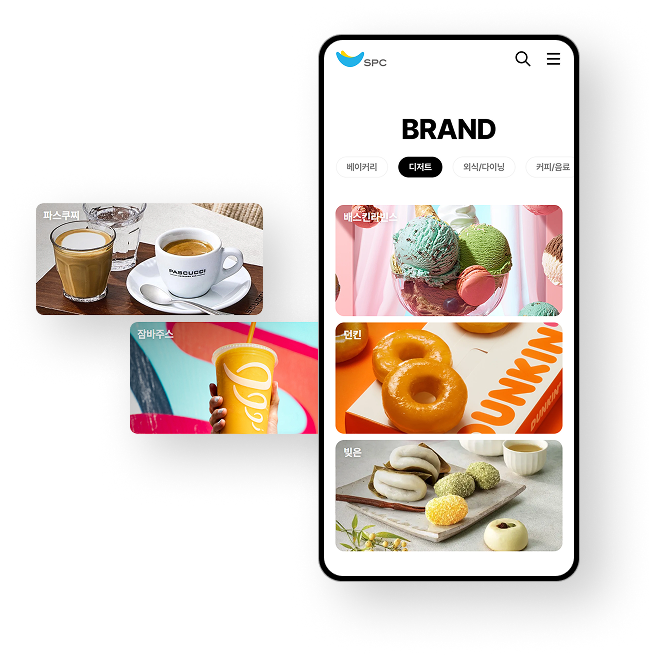 SPC
BRAND
베이커리
디저트
외식/다이닝
커피/음료
배스킨라빈스
파스쿠찌
PASCUCCI
잠바주스
던킨
DUNKIN'
DUNKIN'
빚은